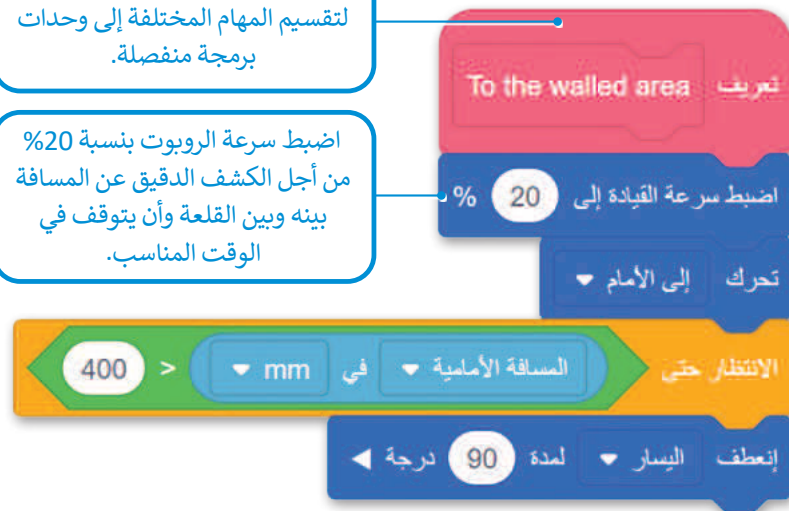 لتقسيم المهام المختلفة إلى وحدات
برمجة منفصلة.
تعريف To the walled area
اضبط سرعة الروبوت بنسبة 20%
من أجل الكشف الدقيق عن المسافة
بينه وبين القلعة وأن يتوقف في
الوقت المناسب.
اضبط سرعة القيادة إلى 20 %
تحرك إلى الأمام
الانتظار حتى المسافة الأمامية في mm < 400
إنعطف اليسار لمدة 90 درجة